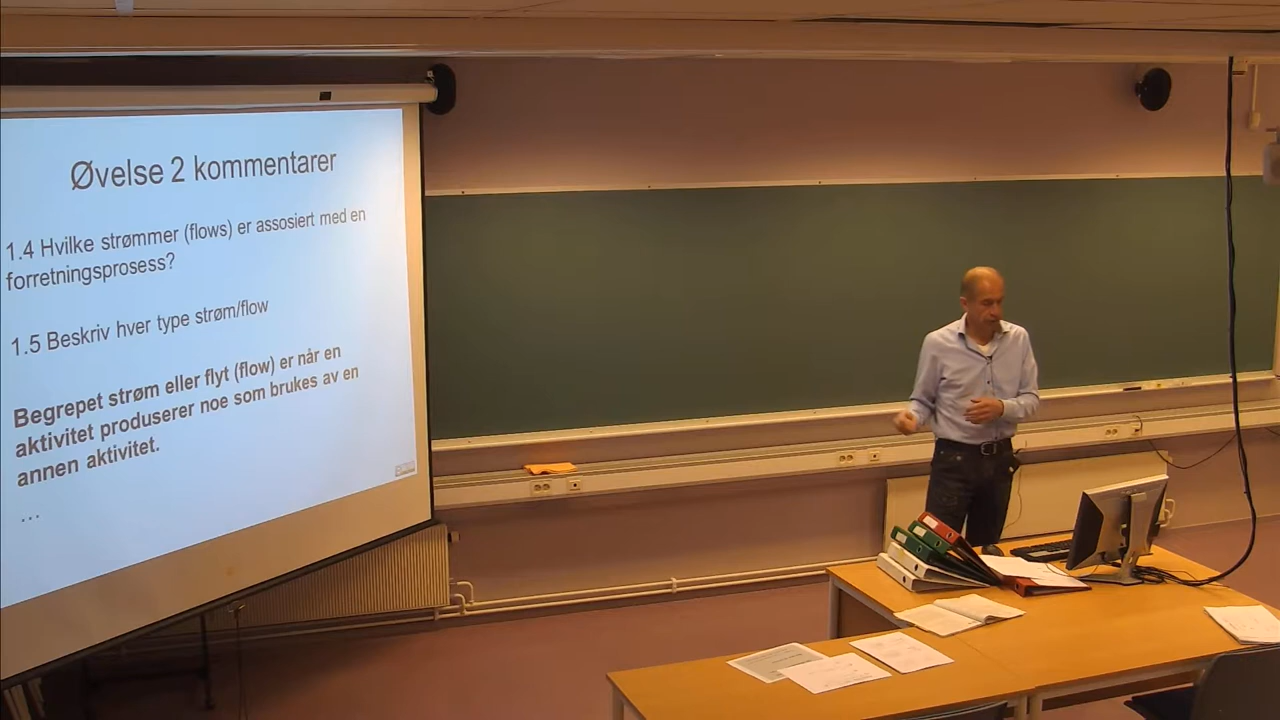 Øvelse 2 kommentarer
1.4 Hvilke strømmer (flows) er assosiert med en
forretningsprosess?
1.5 Beskriv hver type strøm/flow
Begrepet strøm eller flyt (flow) er når en
aktivitet produserer noe som brukes av en
annen aktivitet.
...